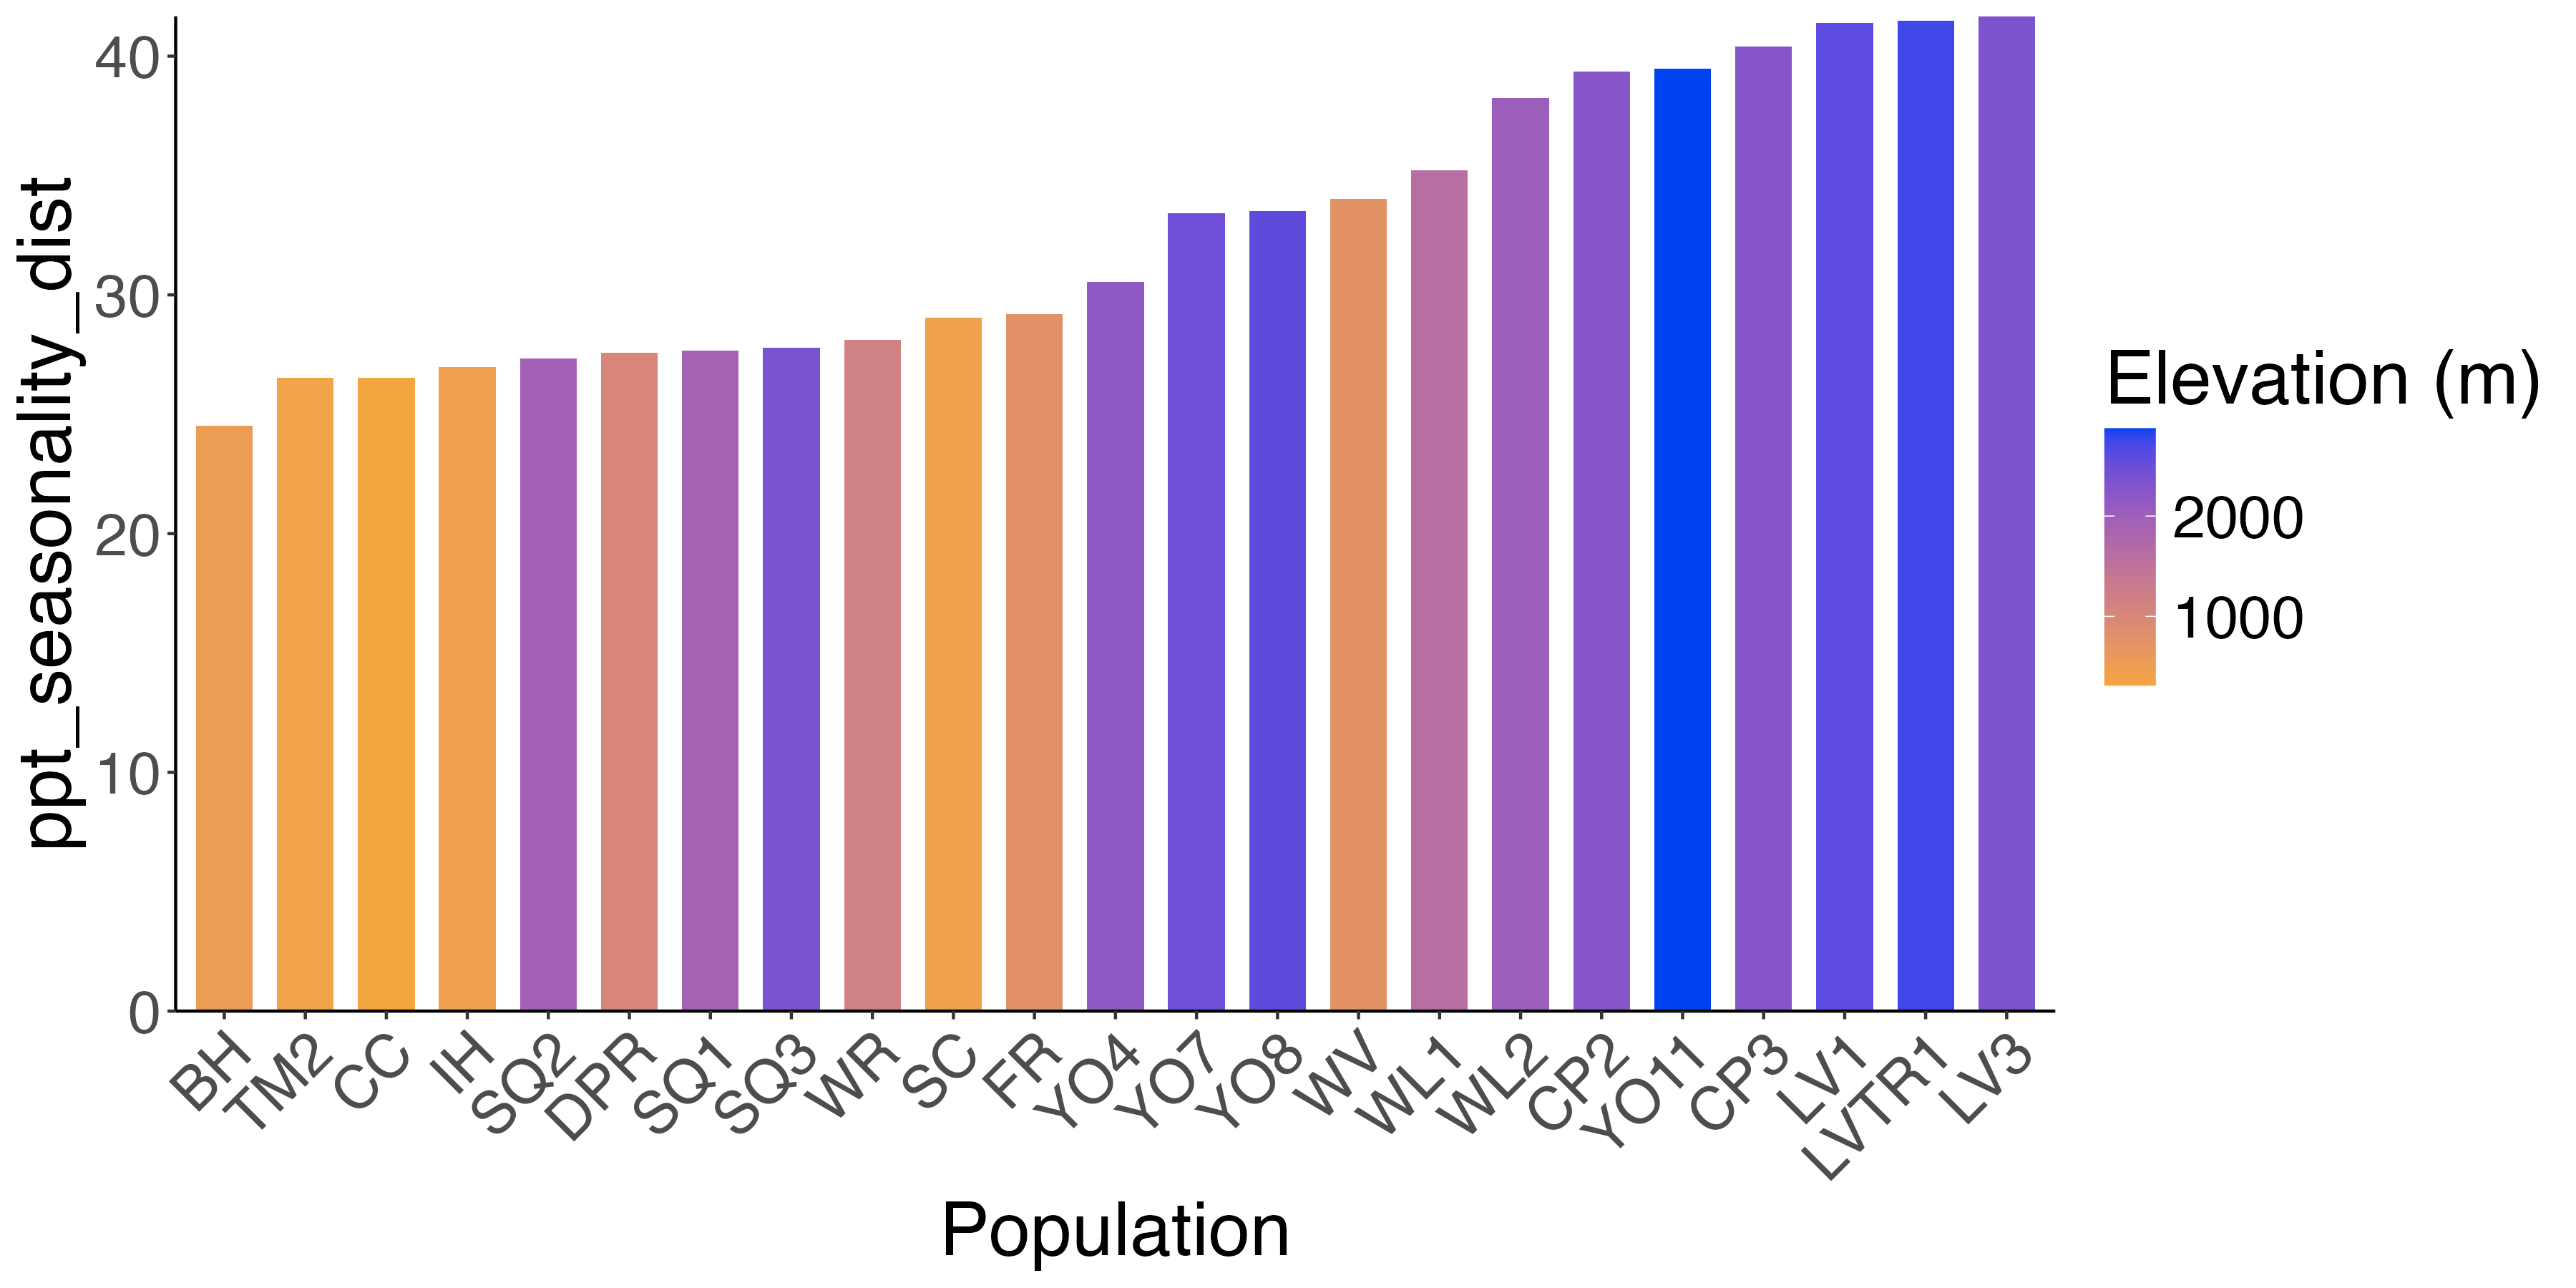 ppt_seasonality_dist
40
30
20
10
0
BH
TM2
CC
IH
SQ2
DPR
SQ1
SQ3
WR
SC
FR
YO4
YO7
YO8
WV
WL1
WL2
CP2
YO11
CP3
LV1
LVTR1
LV3
Population
Elevation (m)
2000
1000